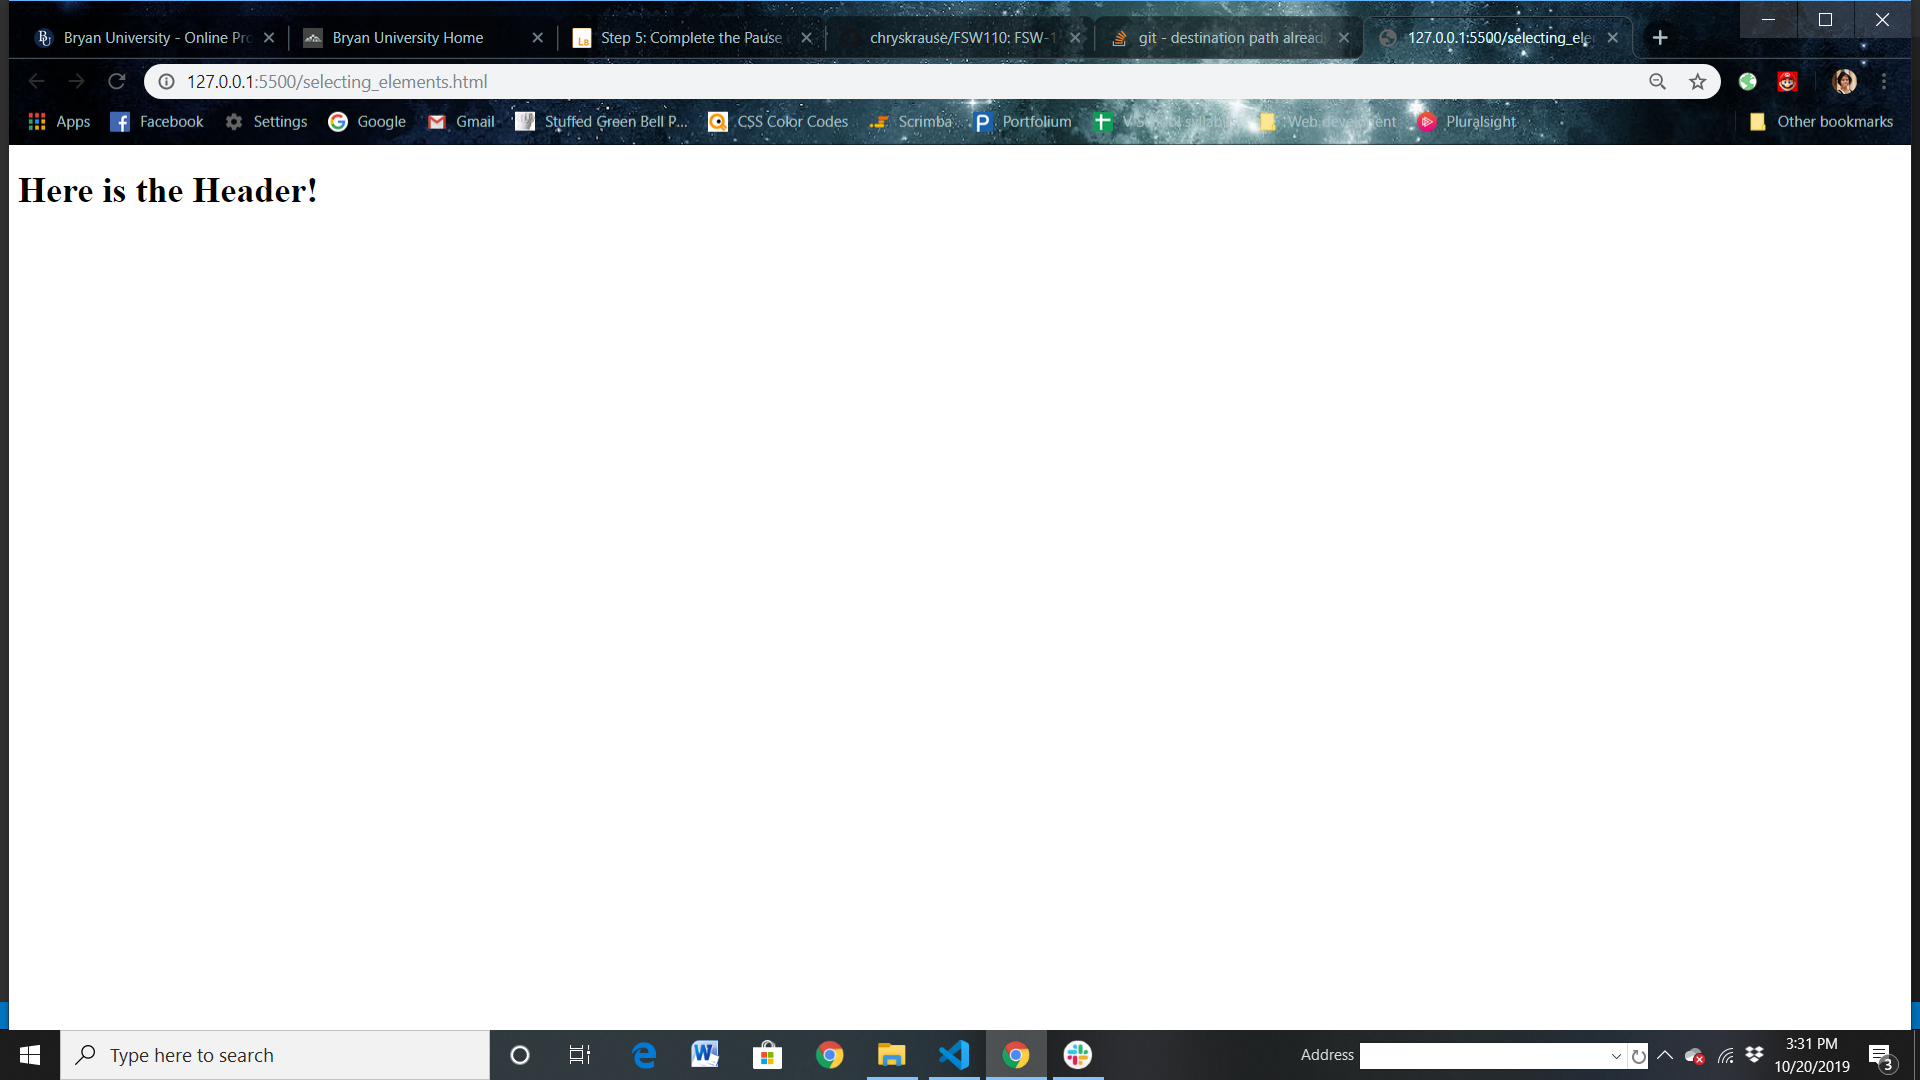 Bryan University - Online Pro
Bryan University Home
Step 5: Complete the Pause
chryskrause/FSW110: FSW-1
git - destination path alread
127.0.0.1:5500/selecting_ele
127.0.0.1:5500/selecting_elements.html
Apps
Facebook
Settings
Google
Gmail
Stuffed Green Bell P...
CSS Color Codes
Scrimba
Portfolium
Pluralsight
Other bookmarks
Here is the Header!
Type here to search
Address
3:31 PM
10/20/2019
3